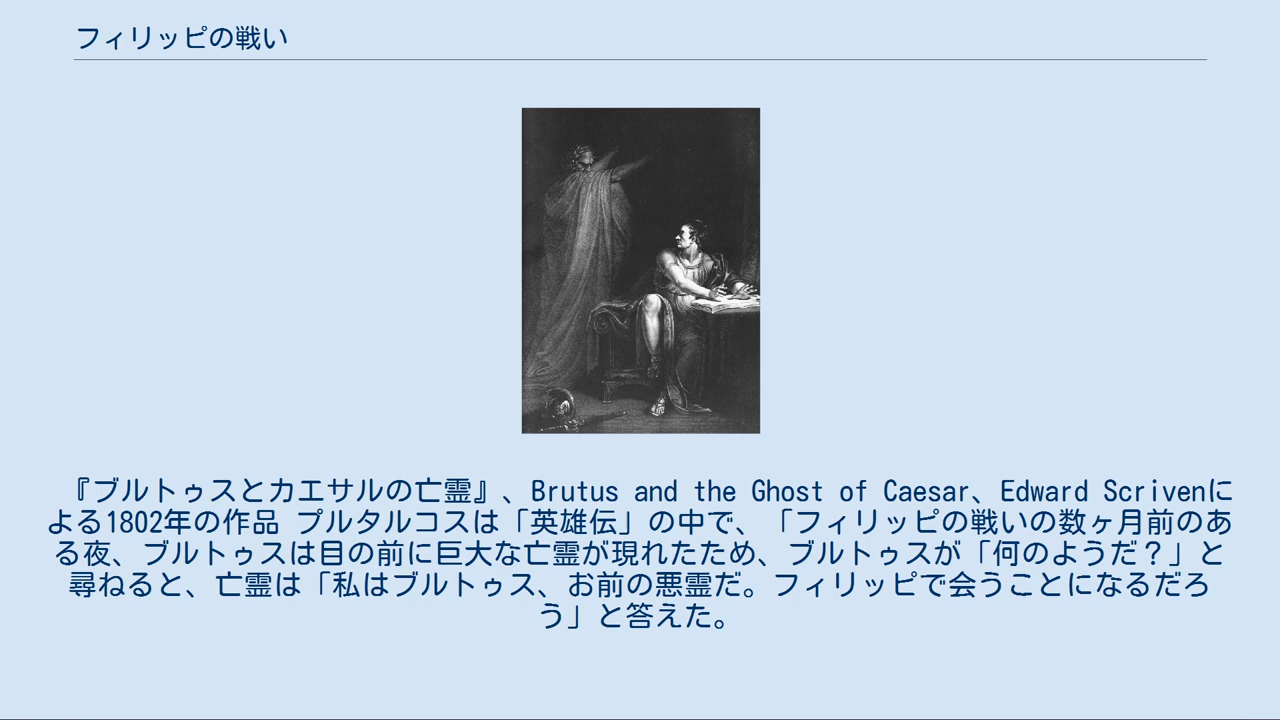 フィリッピの戦い
『ブルトゥスとカエサルの亡霊』、Brutus and the Ghost of Caesar、Edward Scrivenに
よる1802年の作品 プルタルコスは「英雄伝」の中で、「フィリッピの戦いの数ヶ月前のあ
る夜、ブルトゥスは目の前に巨大な亡霊が現れたため、ブルトゥスが「何のようだ？」と
尋ねると、亡霊は「私はブルトゥス、お前の悪霊だ。フィリッピで会うことになるだろ
う」と答えた。